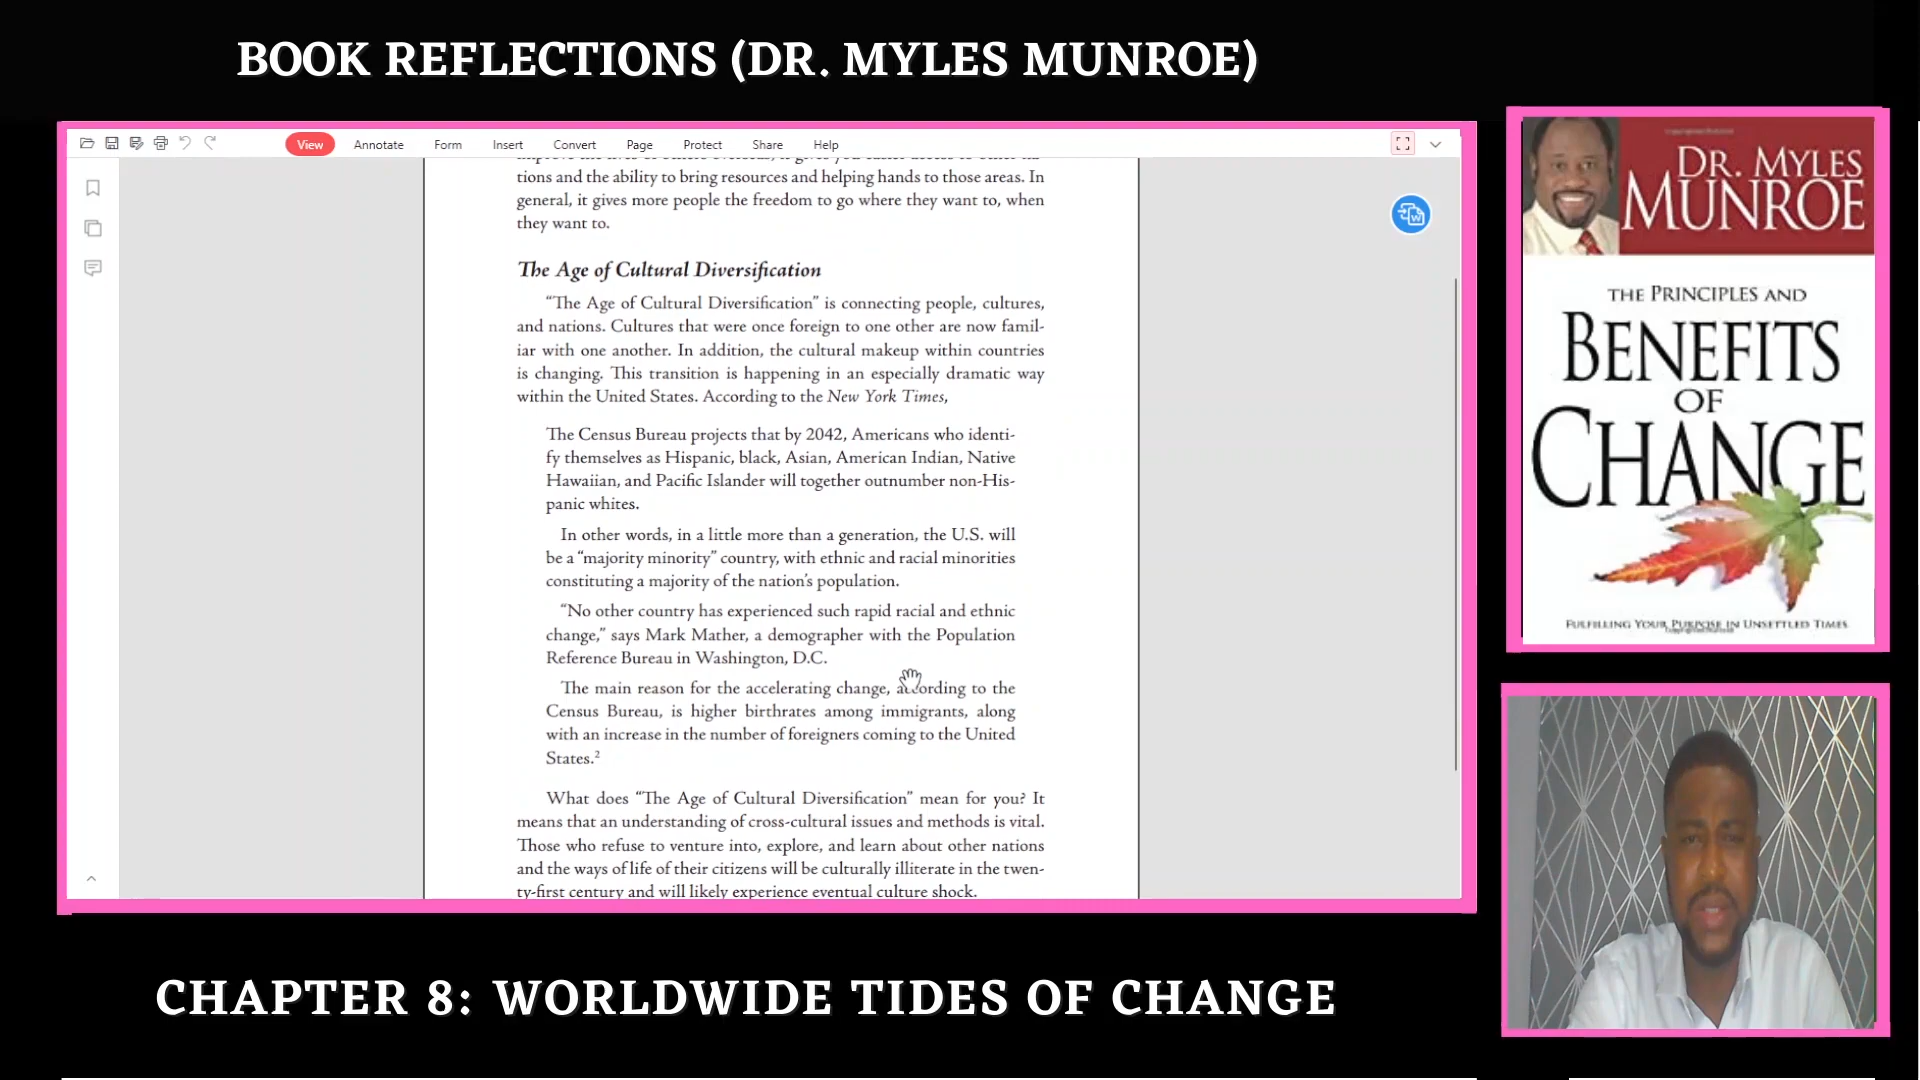 BOOK REFLECTIONS (DR. MYLES MUNROE)
View Annotate Form Insert Convert Page Protect Share Help
tions and the ability to bring resources and helping hands to those areas. In
general, it gives more people the freedom to go where they want to, when
they want to.
The Age of Cultural Diversification
“The Age of Cultural Diversification” is connecting people, cultures,
and nations. Cultures that were once foreign to one other are now famil-
iar with one another. In addition, the cultural makeup within countries
is changing. This transition is happening in an especially dramatic way
within the United States. According to the New York Times,
The Census Bureau projects that by 2042, Americans who identi-
fy themselves as Hispanic, black, Asian, American Indian, Native
Hawaiian, and Pacific Islander will together outnumber non-His-
panic whites.
In other words, in a little more than a generation, the U.S. will
be a “majority minority” country, with ethnic and racial minorities
constituting a majority of the nation’s population.
“No other country has experienced such rapid racial and ethnic
change,” says Mark Mather, a demographer with the Population
Reference Bureau in Washington, D.C.
The main reason for the accelerating change, according to the
Census Bureau, is higher birthrates among immigrants, along
with an increase in the number of foreigners coming to the United
States.²
What does “The Age of Cultural Diversification” mean for you? It
means that an understanding of cross-cultural issues and methods is vital.
Those who refuse to venture into, explore, and learn about other nations
and the ways of life of their citizens will be culturally illiterate in the twen-
ty-first century and will likely experience eventual culture shock.
DR. MYLES
MUNROE
THE PRINCIPLES AND
BENEFITS
OF
CHANGE
FULFILLING YOUR PURPOSE IN UNSETTLED TIMES
CHAPTER 8: WORLDWIDE TIDES OF CHANGE